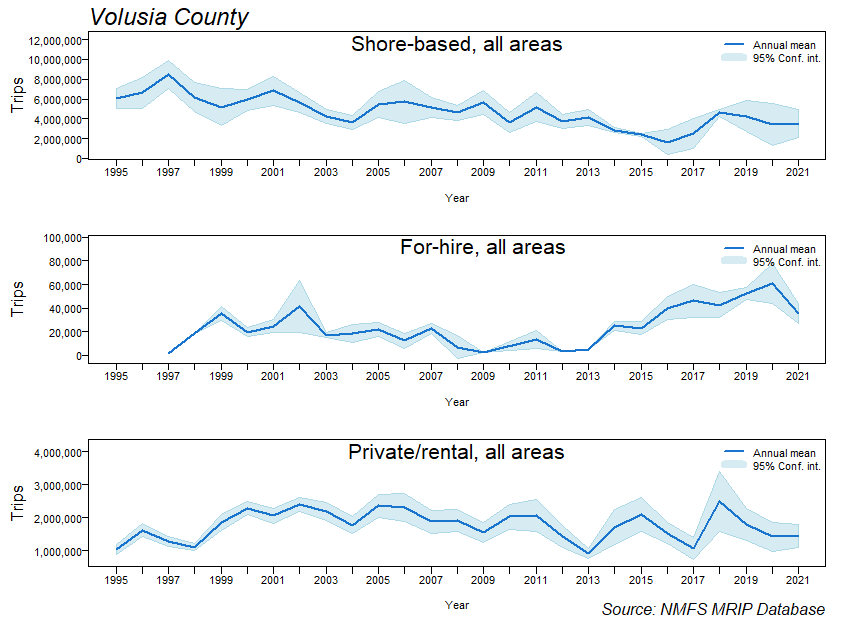 Volusia County
Shore-based, all areas
Annual mean
95% Conf. int.
Trips
12,000,000
10,000,000
8,000,000
6,000,000
4,000,000
2,000,000
0
1995 1997 1999 2001 2003 2005 2007 2009 2011 2013 2015 2017 2019 2021
Year
For-hire, all areas
Annual mean
95% Conf. int.
Trips
100,000
80,000
60,000
40,000
20,000
0
1995 1997 1999 2001 2003 2005 2007 2009 2011 2013 2015 2017 2019 2021
Year
Private/rental, all areas
Annual mean
95% Conf. int.
Trips
4,000,000
3,000,000
2,000,000
1,000,000
1995 1997 1999 2001 2003 2005 2007 2009 2011 2013 2015 2017 2019 2021
Year
Source: NMFS MRIP Database